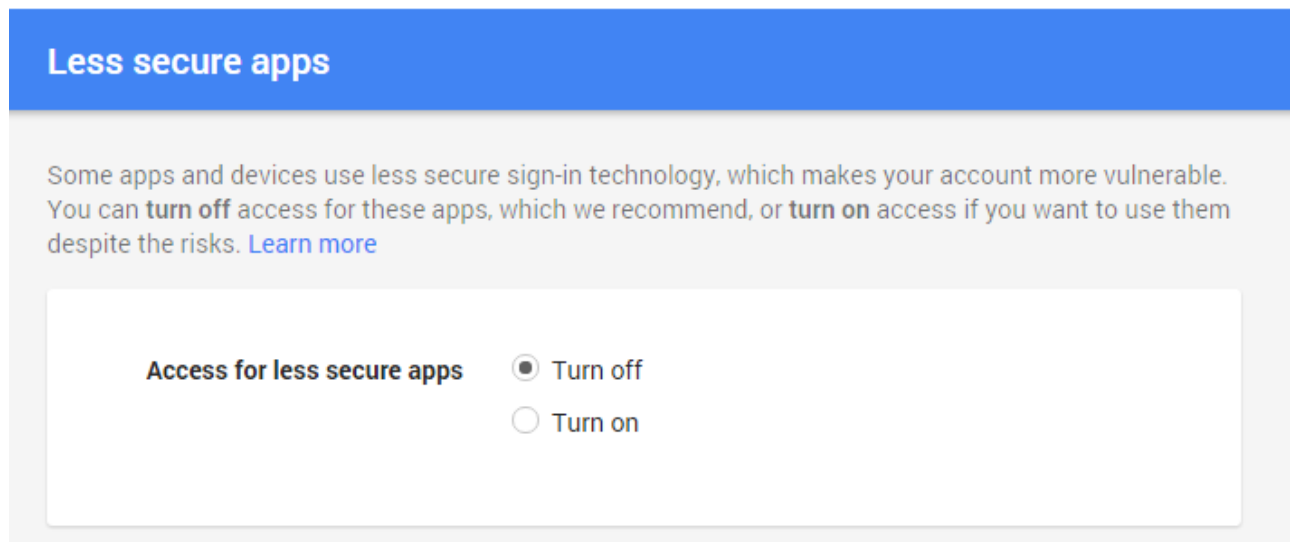 Less secure apps
Some apps and devices use less secure sign-in technology, which makes your account more vulnerable.
You can turn off access for these apps, which we recommend, or turn on access if you want to use them
despite the risks. Learn more
Access for less secure apps
Turn off
Turn on